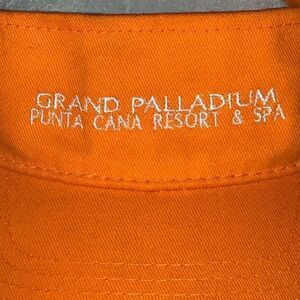 GRAND PALLADIUM
PUNTA CANA RESORT & SPA